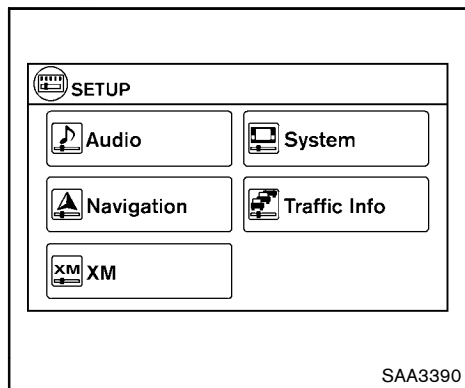 SETUP
Audio
System
Navigation
Traffic Info
XM XM
SAA3390